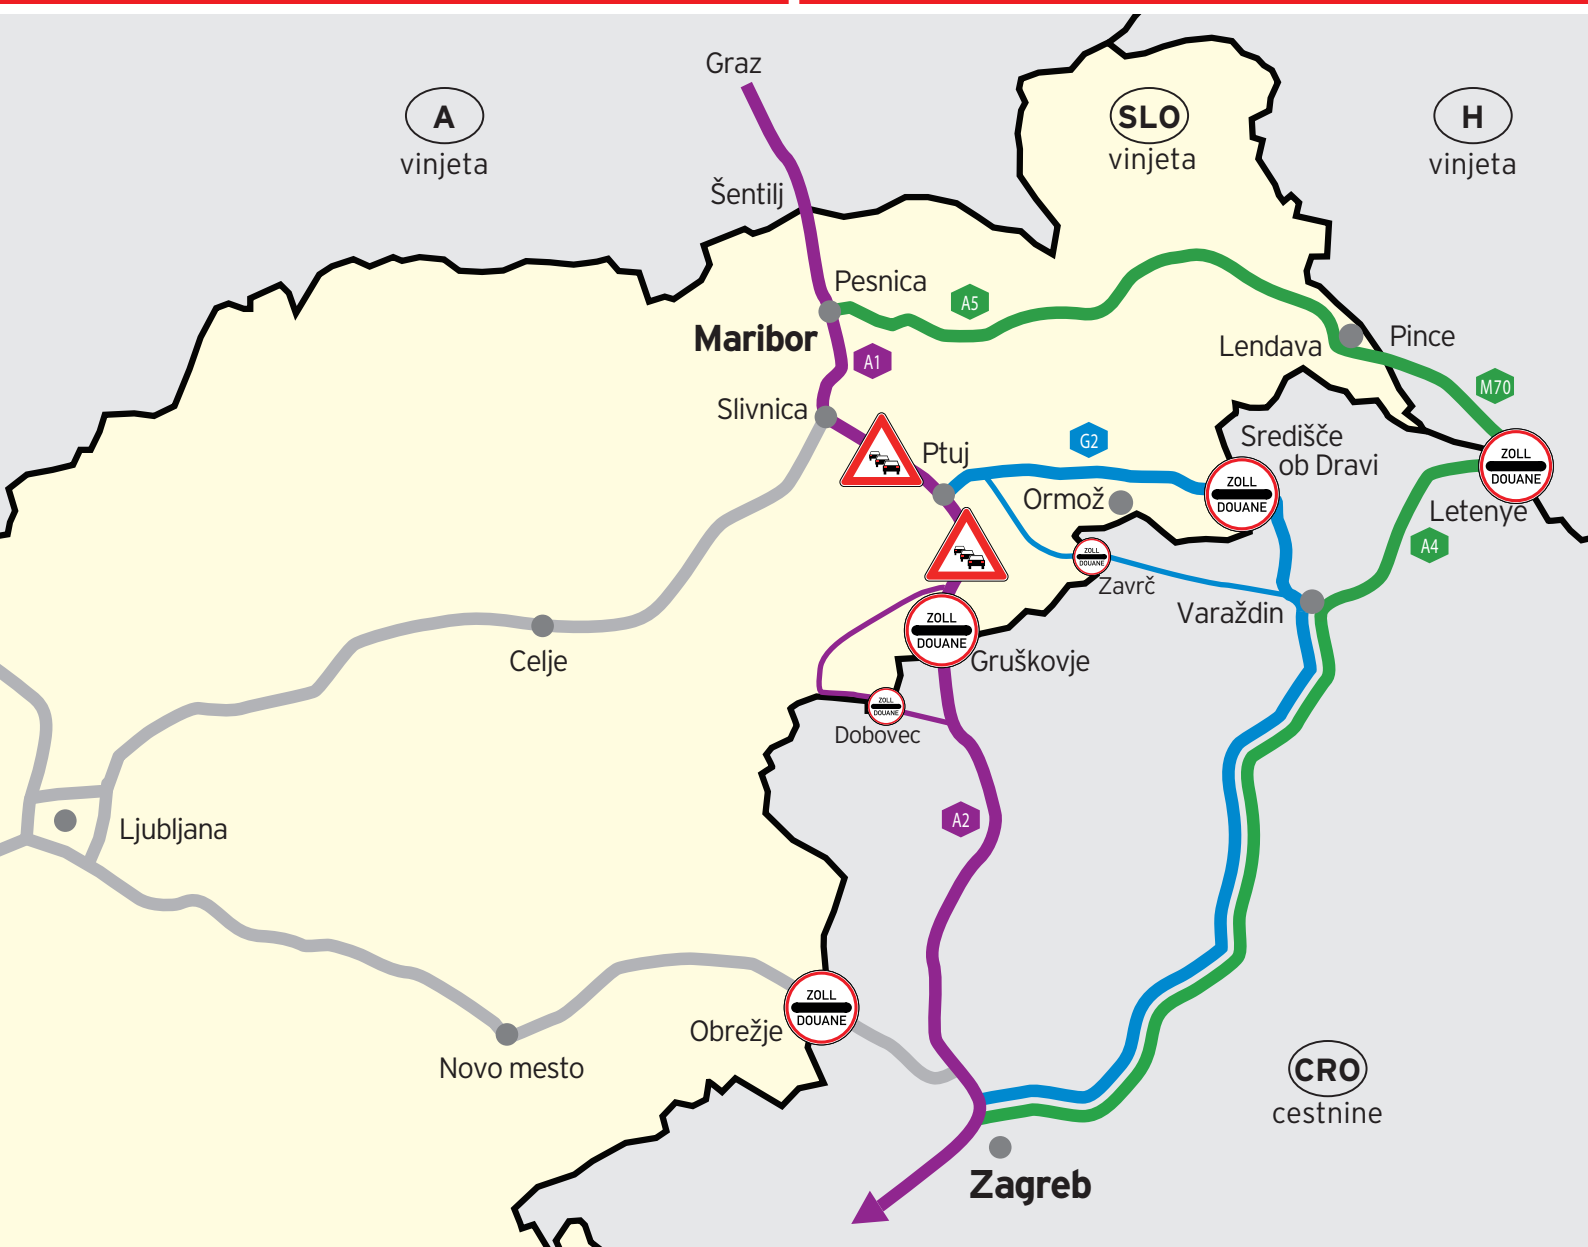 Graz
A
vinjeta
SLO
vinjeta
H
vinjeta
Šentilj
Pesnica
A5
Maribor
A1
Lendava
Pince
M70
Slivnica
Ptuj
G2
Središče
ob Dravi
ZOLL
DOUANE
ZOLL
DOUANE
Ormož
Letenye
A4
ZOLL
DOUANE
Zavrč
Varaždin
ZOLL
DOUANE
Gruškovje
Celje
ZOLL
DOUANE
Dobovec
A2
Ljubljana
ZOLL
DOUANE
Obrežje
Novo mesto
CRO
cestnine
Zagreb